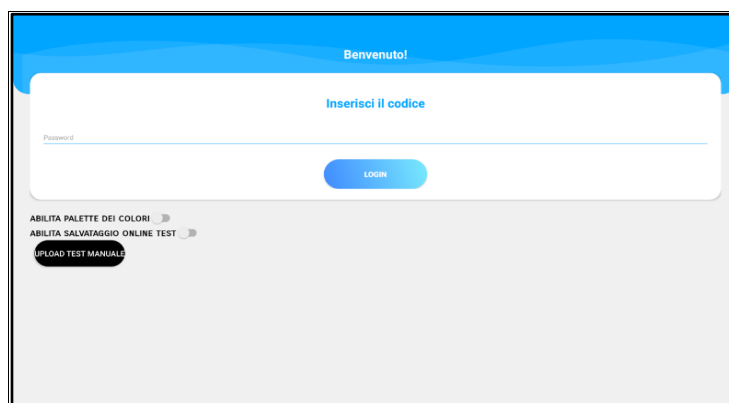 Benvenuto!
Inserisci il codice
Password
LOGIN
ABILITA PALETTE DEI COLORI
ABILITA SALVATAGGIO ONLINE TEST
UPLOAD TEST MANUALE